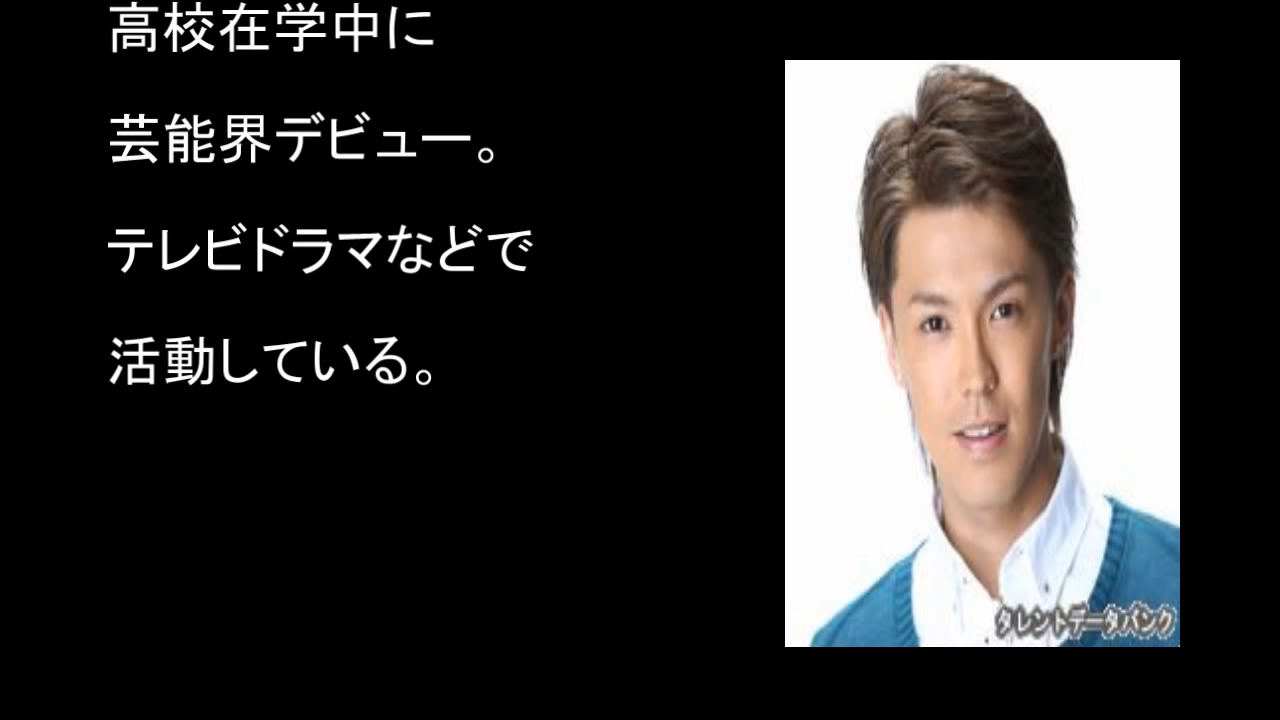 高校在学中に
芸能界デビュー。
テレビドラマなどで
活動している。
タレントデータバンク